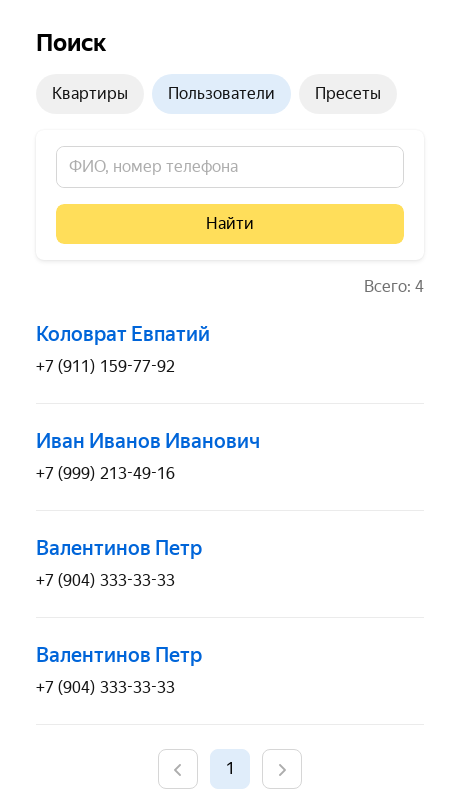 Поиск
Квартиры Пользователи Пресеты
ФИО, номер телефона
Найти
Всего: 4
Коловрат Евпатий
+7 (911) 159-77-92
Иван Иванов Иванович
+7 (999) 213-49-16
Валентинов Петр
+7 (904) 333-33-33
Валентинов Петр
+7 (904) 333-33-33
1